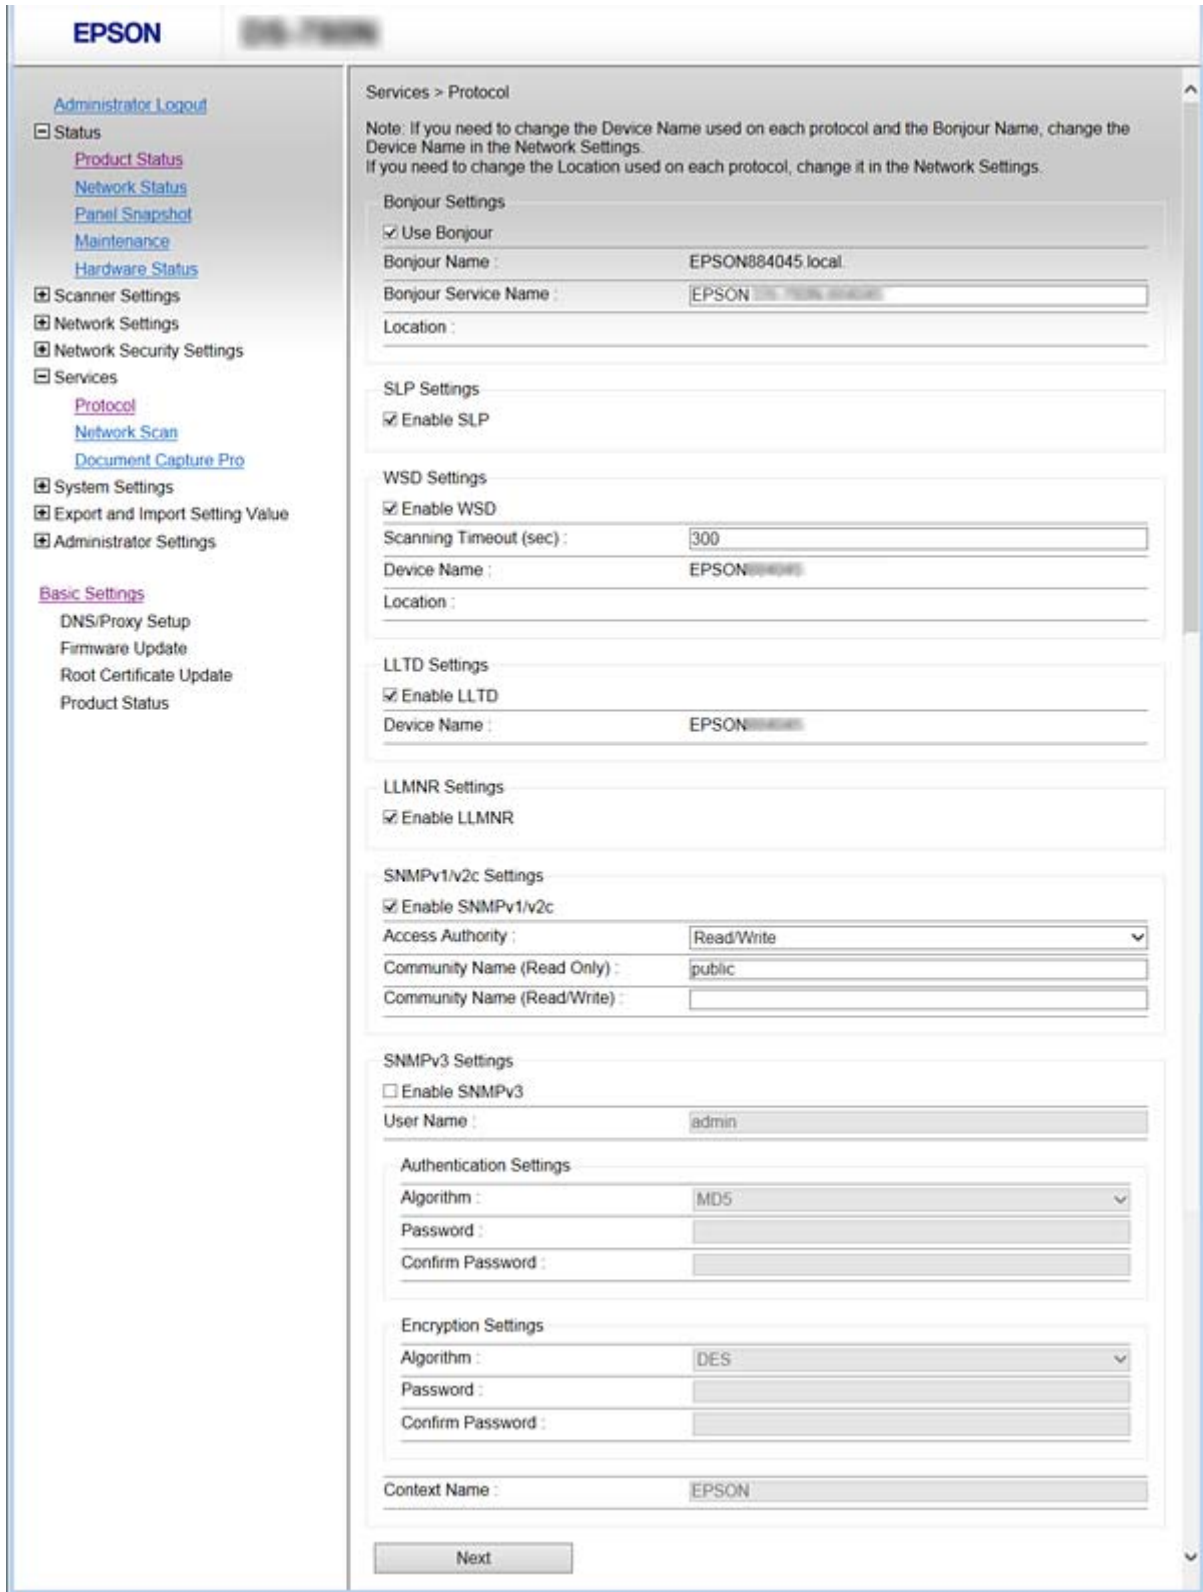 EPSON
Administrator Logout
Status
Product Status
Network Status
Panel Snapshot
Maintenance
Hardware Status
Scanner Settings
Network Settings
Network Security Settings
Services
Protocol
Network Scan
Document Capture Pro
System Settings
Export and Import Setting Value
Administrator Settings
Basic Settings
DNS/Proxy Setup
Firmware Update
Root Certificate Update
Product Status
Services > Protocol
Note: If you need to change the Device Name used on each protocol and the Bonjour Name, change the
Device Name in the Network Settings.
If you need to change the Location used on each protocol, change it in the Network Settings.
Bonjour Settings
Use Bonjour
Bonjour Name : EPSON884045.local.
Bonjour Service Name : EPSON
Location :
SLP Settings
Enable SLP
WSD Settings
Enable WSD
Scanning Timeout (sec) : 300
Device Name : EPSON
Location :
LLTD Settings
Enable LLTD
Device Name : EPSON
LLMNR Settings
Enable LLMNR
SNMPv1/v2c Settings
Enable SNMPv1/v2c
Access Authority : Read/Write
Community Name (Read Only) : public
Community Name (Read/Write) :
SNMPv3 Settings
Enable SNMPv3
User Name : admin
Authentication Settings
Algorithm : MD5
Password :
Confirm Password :
Encryption Settings
Algorithm : DES
Password :
Confirm Password :
Context Name : EPSON
Next